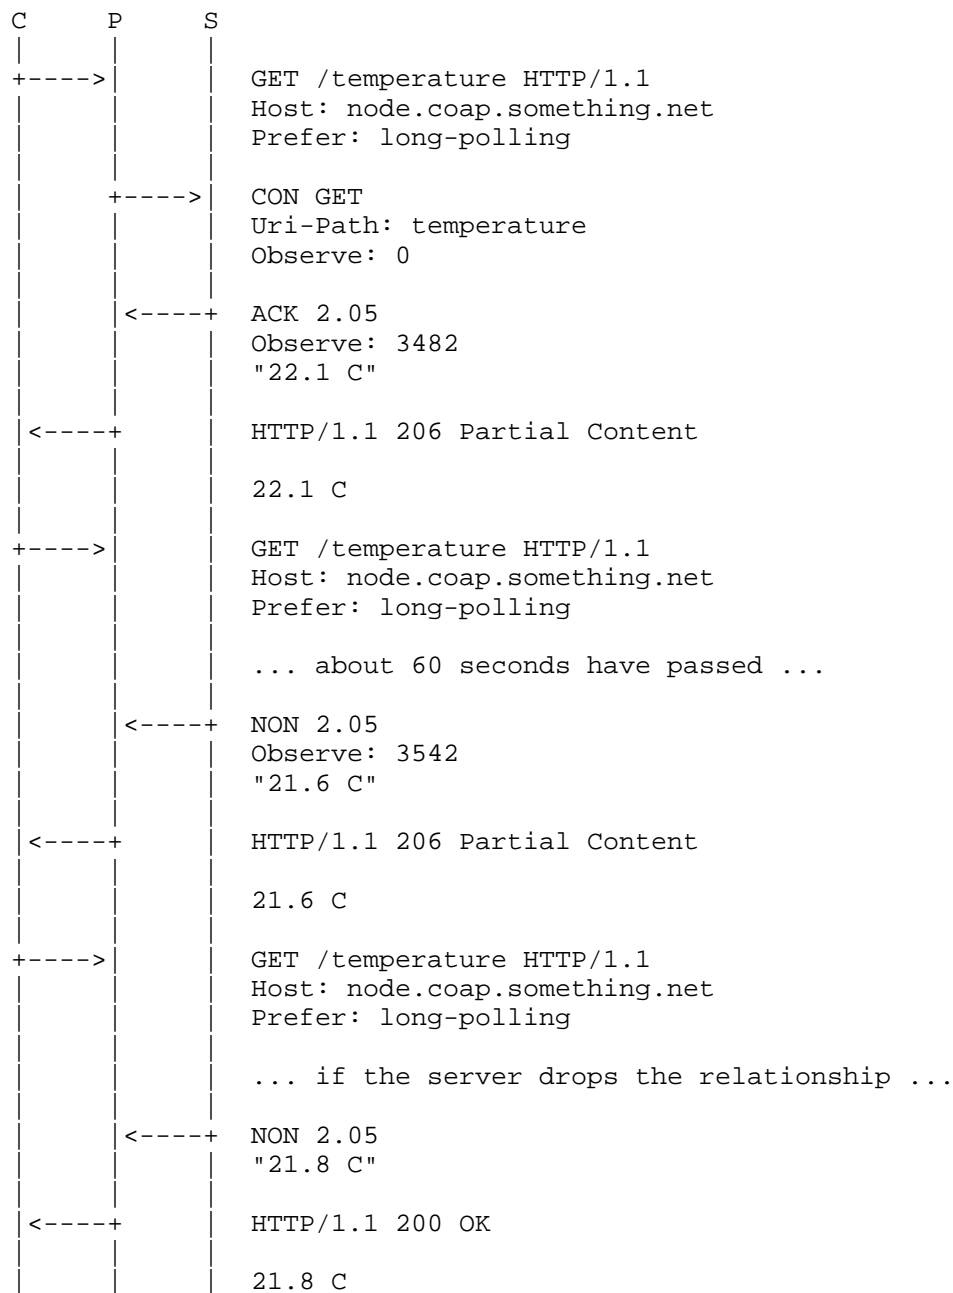 C P S
GET /temperature HTTP/1.1
Host: node.coap.something.net
Prefer: long-polling
CON GET
Uri-Path: temperature
Observe: 0
ACK 2.05
Observe: 3482
"22.1 C"
HTTP/1.1 206 Partial Content
22.1 C
GET /temperature HTTP/1.1
Host: node.coap.something.net
Prefer: long-polling
... about 60 seconds have passed ...
NON 2.05
Observe: 3542
"21.6 C"
HTTP/1.1 206 Partial Content
21.6 C
GET /temperature HTTP/1.1
Host: node.coap.something.net
Prefer: long-polling
... if the server drops the relationship ...
NON 2.05
"21.8 C"
HTTP/1.1 200 OK
21.8 C